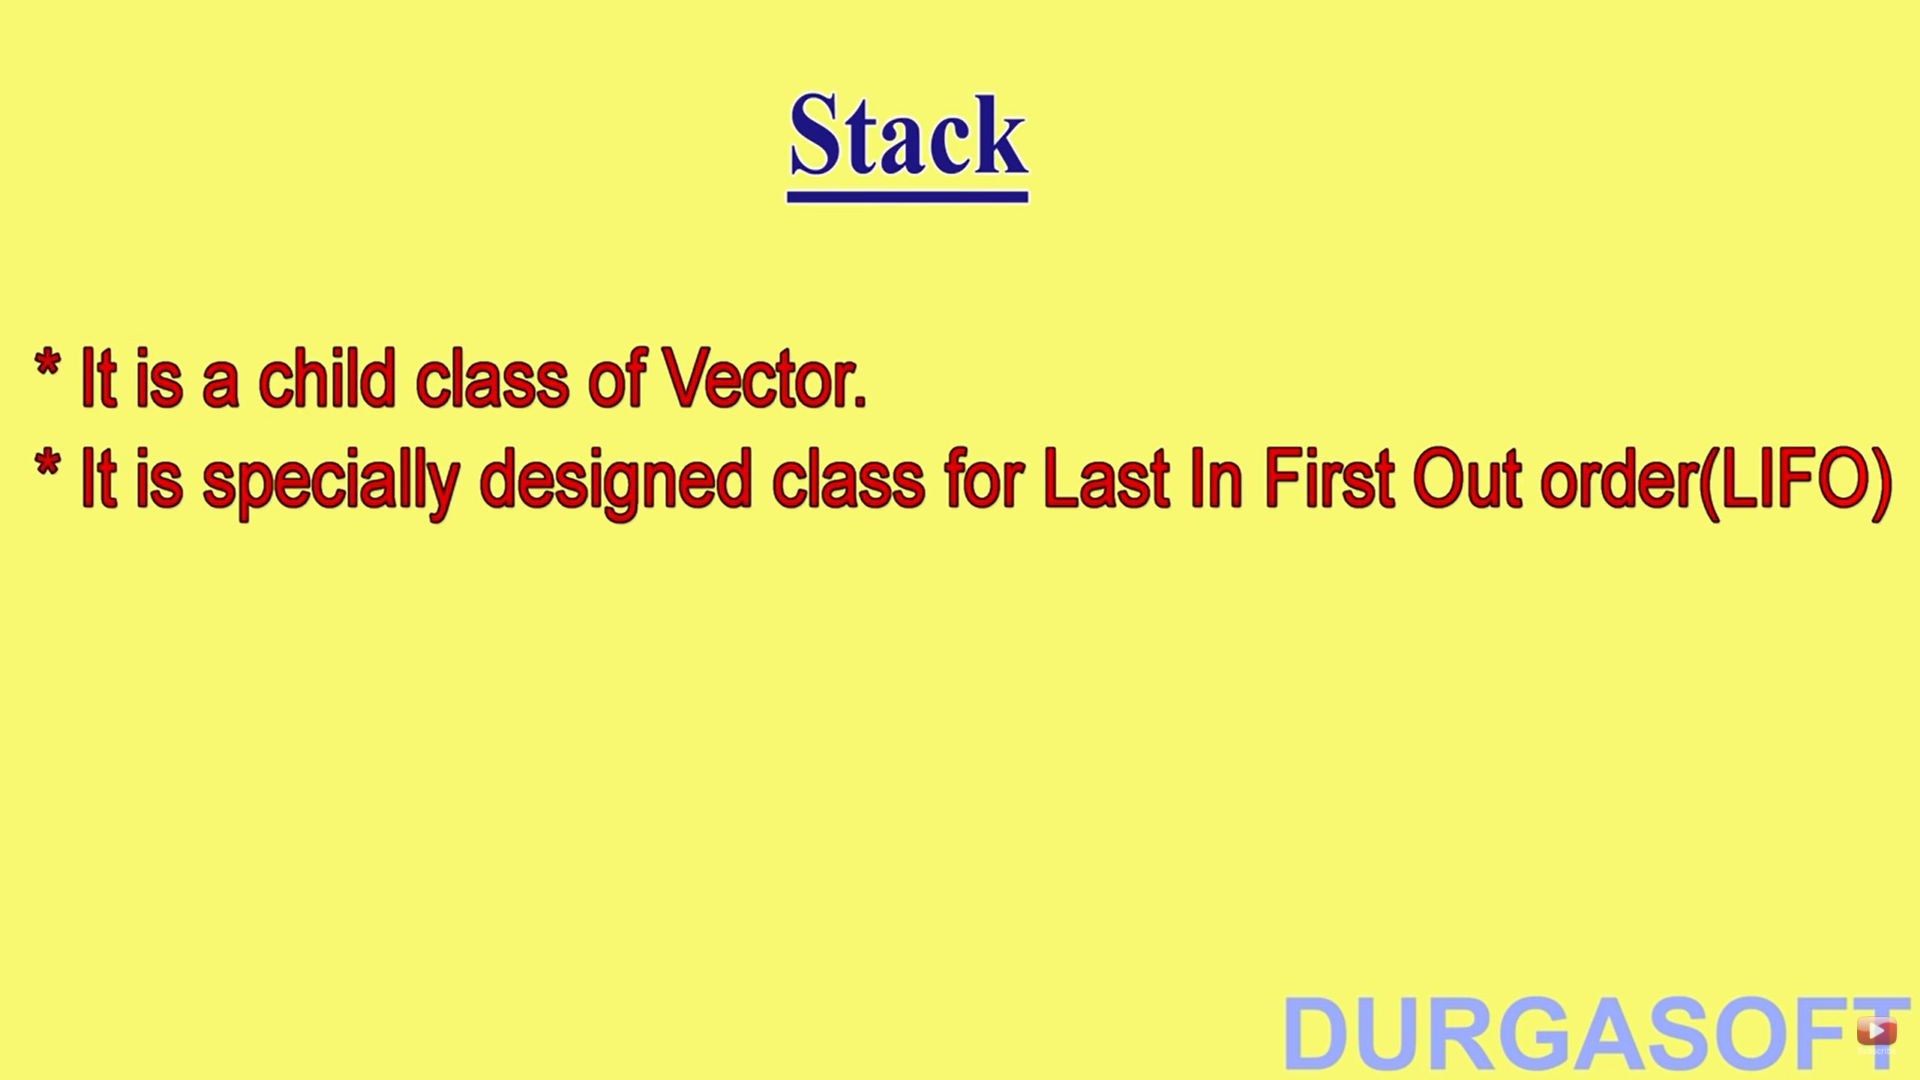 Stack
* It is a child class of Vector.
* It is specially designed class for Last In First Out order(LIFO)
DURGASOFT